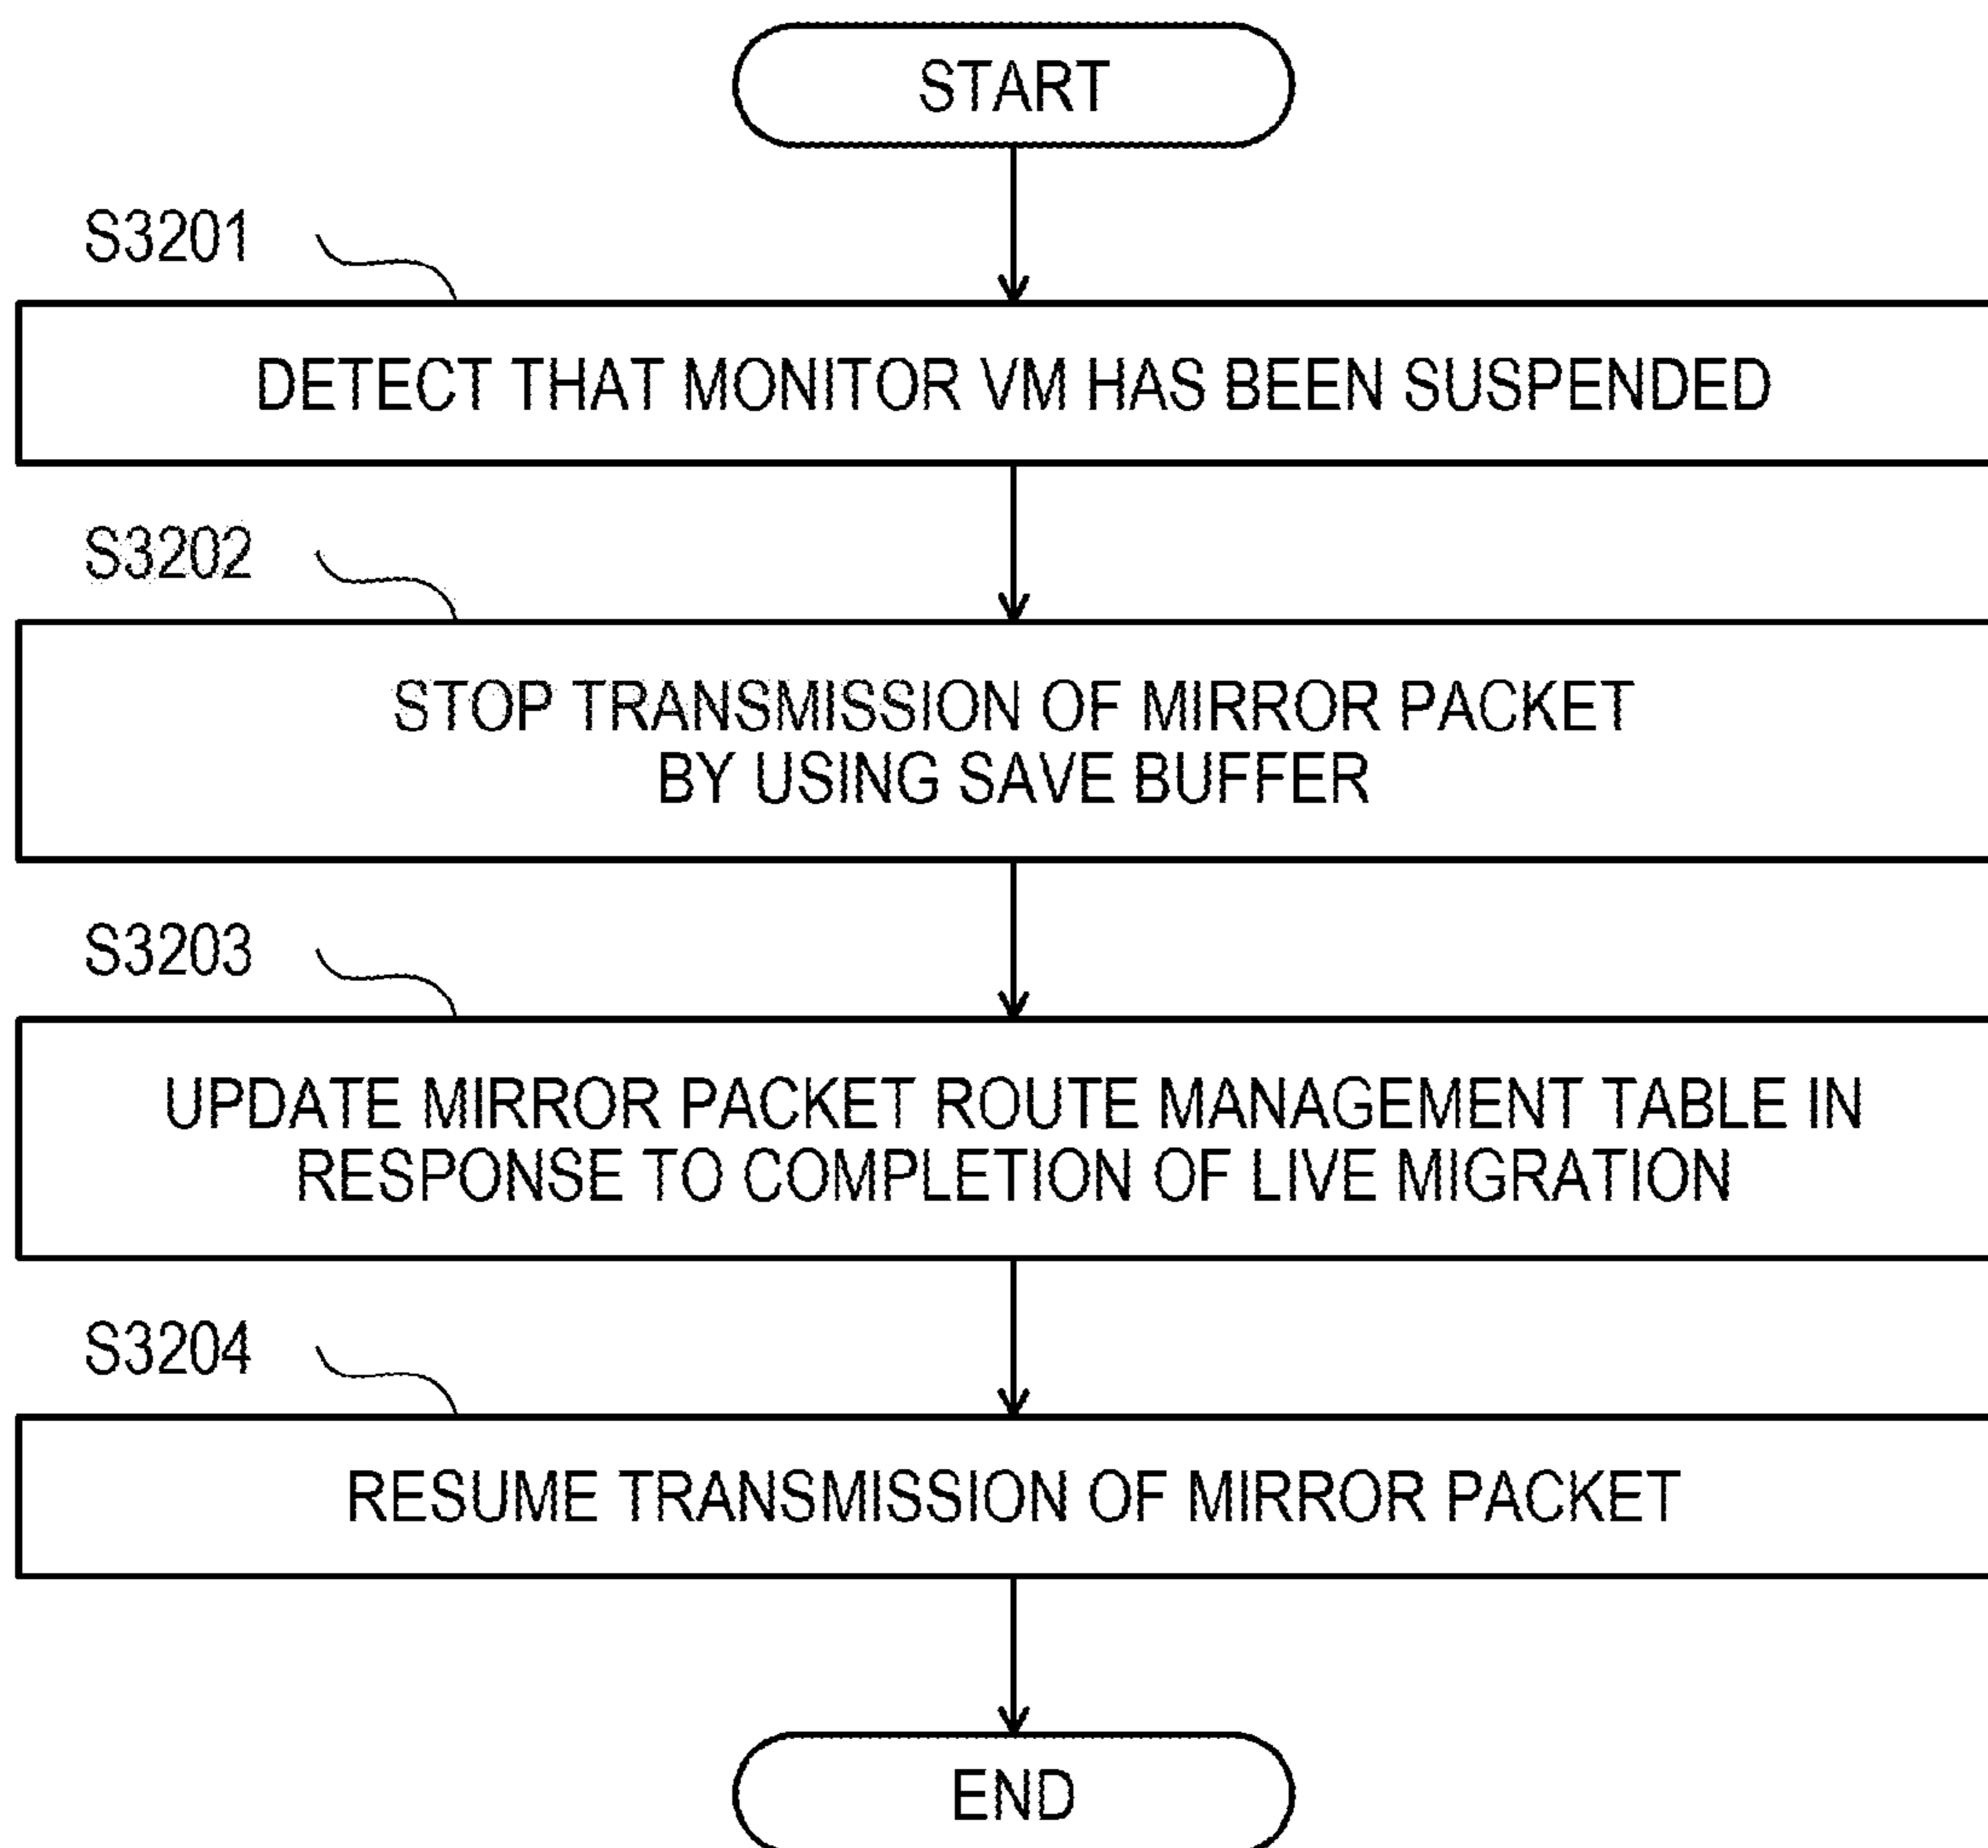 START
S3201
DETECT THAT MONITOR VM HAS BEEN SUSPENDED
S3202
STOP TRANSMISSION OF MIRROR PACKET
BY USING SAVE BUFFER
S3203
UPDATE MIRROR PACKET ROUTE MANAGEMENT TABLE IN
RESPONSE TO COMPLETION OF LIVE MIGRATION
S3204
RESUME TRANSMISSION OF MIRROR PACKET
END